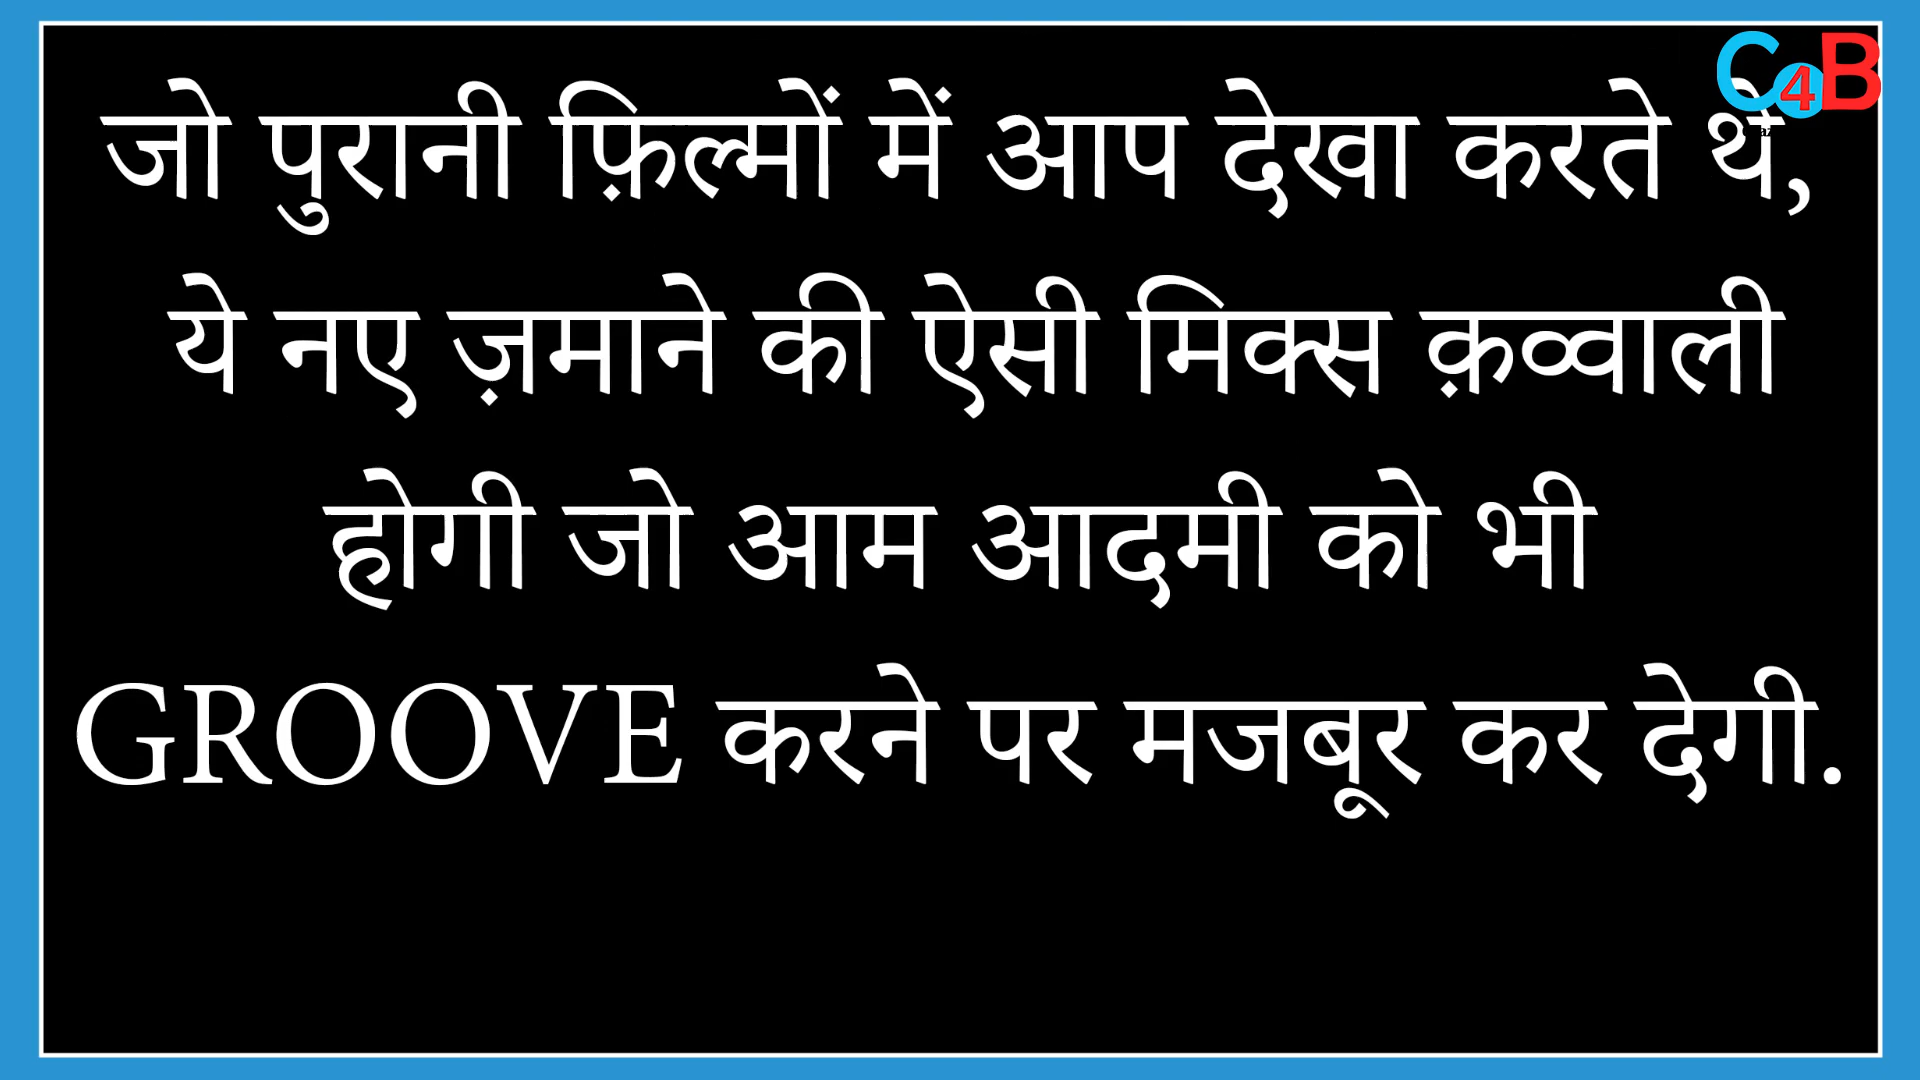 C4B
जो पुरानी फ़िल्मों में आप देखा करते थे,
ये नए ज़माने की ऐसी मिक्स क़व्वाली
होगी जो आम आदमी को भी
GROOVE करने पर मजबूर कर देगी.